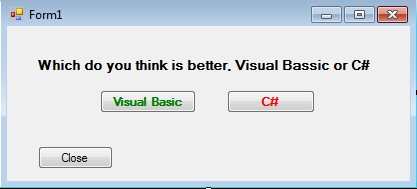 Form1
Which do you think is better, Visual Bassic or C#
Visual Basic
C#
Close